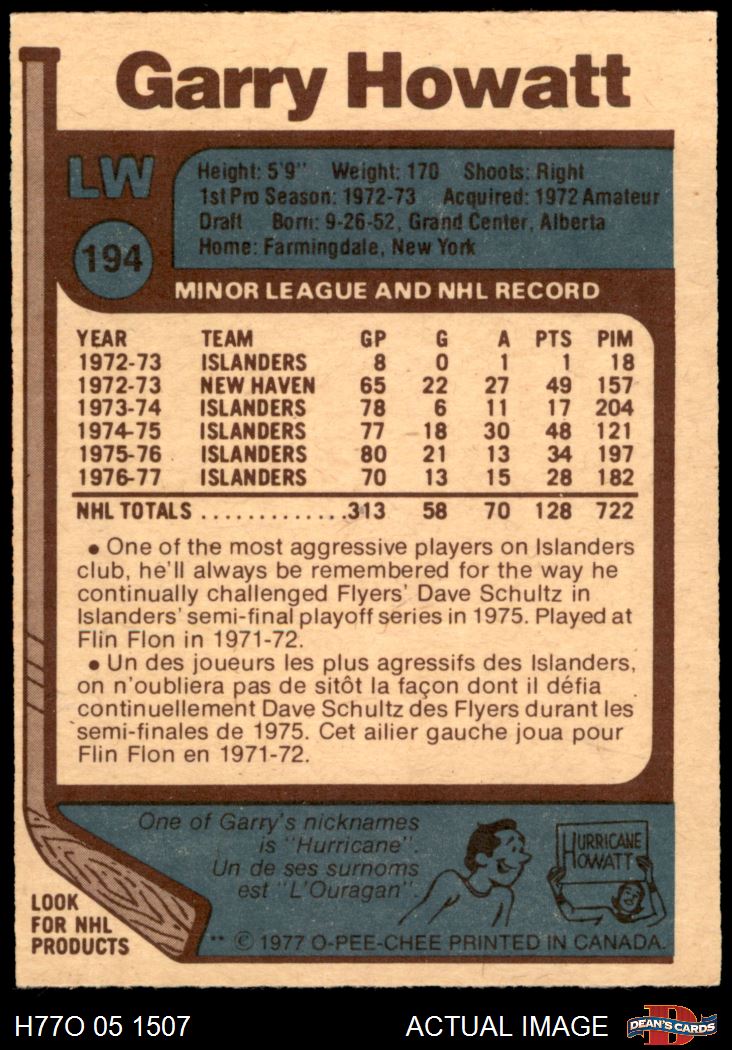 Garry Howatt
LW
194
Height: 5'9" Weight: 170 Shoots: Right
1st Pro Season: 1972-73 Acquired: 1972 Amateur
Draft Born: 9-26-52, Grand Center, Alberta
Home: Farmingdale, New York
MINOR LEAGUE AND NHL RECORD
YEAR TEAM GP G A PTS PIM
1972-73 ISLANDERS 8 0 1 1 18
1972-73 NEW HAVEN 65 22 27 49 157
1973-74 ISLANDERS 78 6 11 17 204
1974-75 ISLANDERS 77 18 30 48 121
1975-76 ISLANDERS 80 21 13 34 197
1976-77 ISLANDERS 70 13 15 28 182
NHL TOTALS .............313 58 70 128 722
• One of the most aggressive players on Islanders
club, he'll always be remembered for the way he
continually challenged Flyers' Dave Schultz in
Islanders' semi-final playoff series in 1975. Played at
Flin Flon in 1971-72.
• Un des joueurs les plus agressifs des Islanders,
on n'oubliera pas de sitôt la façon dont il défia
continuellement Dave Schultz des Flyers durant les
semi-finales de 1975. Cet ailier gauche joua pour
Flin Flon en 1971-72.
One of Garry's nicknames
is "Hurricane".
Un de ses surnoms
est "L'Ouragan".
HURRICANE
HOWATT
LOOK
FOR NHL
PRODUCTS
** © 1977 O-PEE-CHEE PRINTED IN CANADA.
H77O 05 1507 ACTUAL IMAGE
D
DEAN'S CARDS